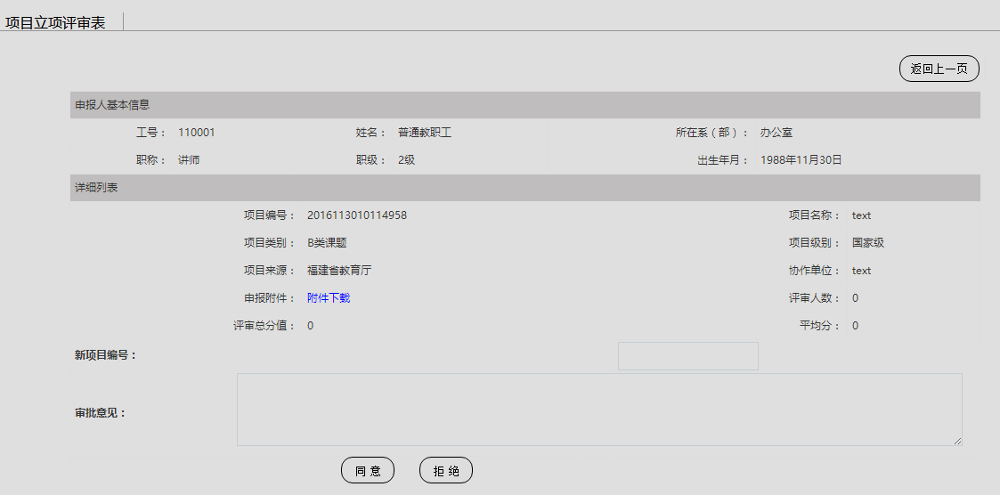 项目立项评审表
返回上一页
申报人基本信息
工号： 110001 姓名： 普通教职工 所在系（部）： 办公室
职称： 讲师 职级： 2级 出生年月： 1988年11月30日
详细列表
项目编号： 2016113010114958 项目名称： text
项目类别： B类课题 项目级别： 国家级
项目来源： 福建省教育厅 协作单位： text
申报附件： 附件下载 评审人数： 0
评审总分值： 0 平均分： 0
新项目编号：
审批意见：
同 意 拒 绝